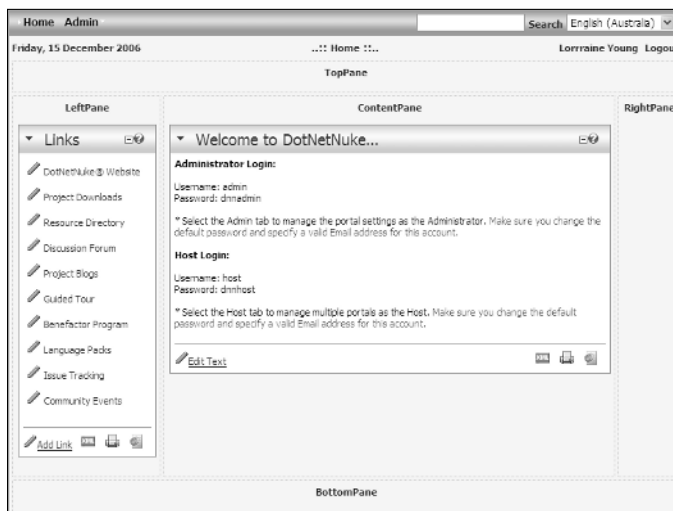 Home Admin
Search English (Australia)
Friday, 15 December 2006 ..:: Home ::.. Lorrraine Young Logou
TopPane
LeftPane ContentPane RightPane
Links
DotNetNuke® Website
Project Downloads
Resource Directory
Discussion Forum
Project Blogs
Guided Tour
Benefactor Program
Language Packs
Issue Tracking
Community Events
Add Link
Welcome to DotNetNuke...
Administrator Login:
Username: admin
Password: dnnadmin
* Select the Admin tab to manage the portal settings as the Administrator. Make sure you change the
default password and specify a valid Email address for this account.
Host Login:
Username: host
Password: dnnhost
* Select the Host tab to manage multiple portals as the Host. Make sure you change the default
password and specify a valid Email address for this account.
Edit Text
BottomPane